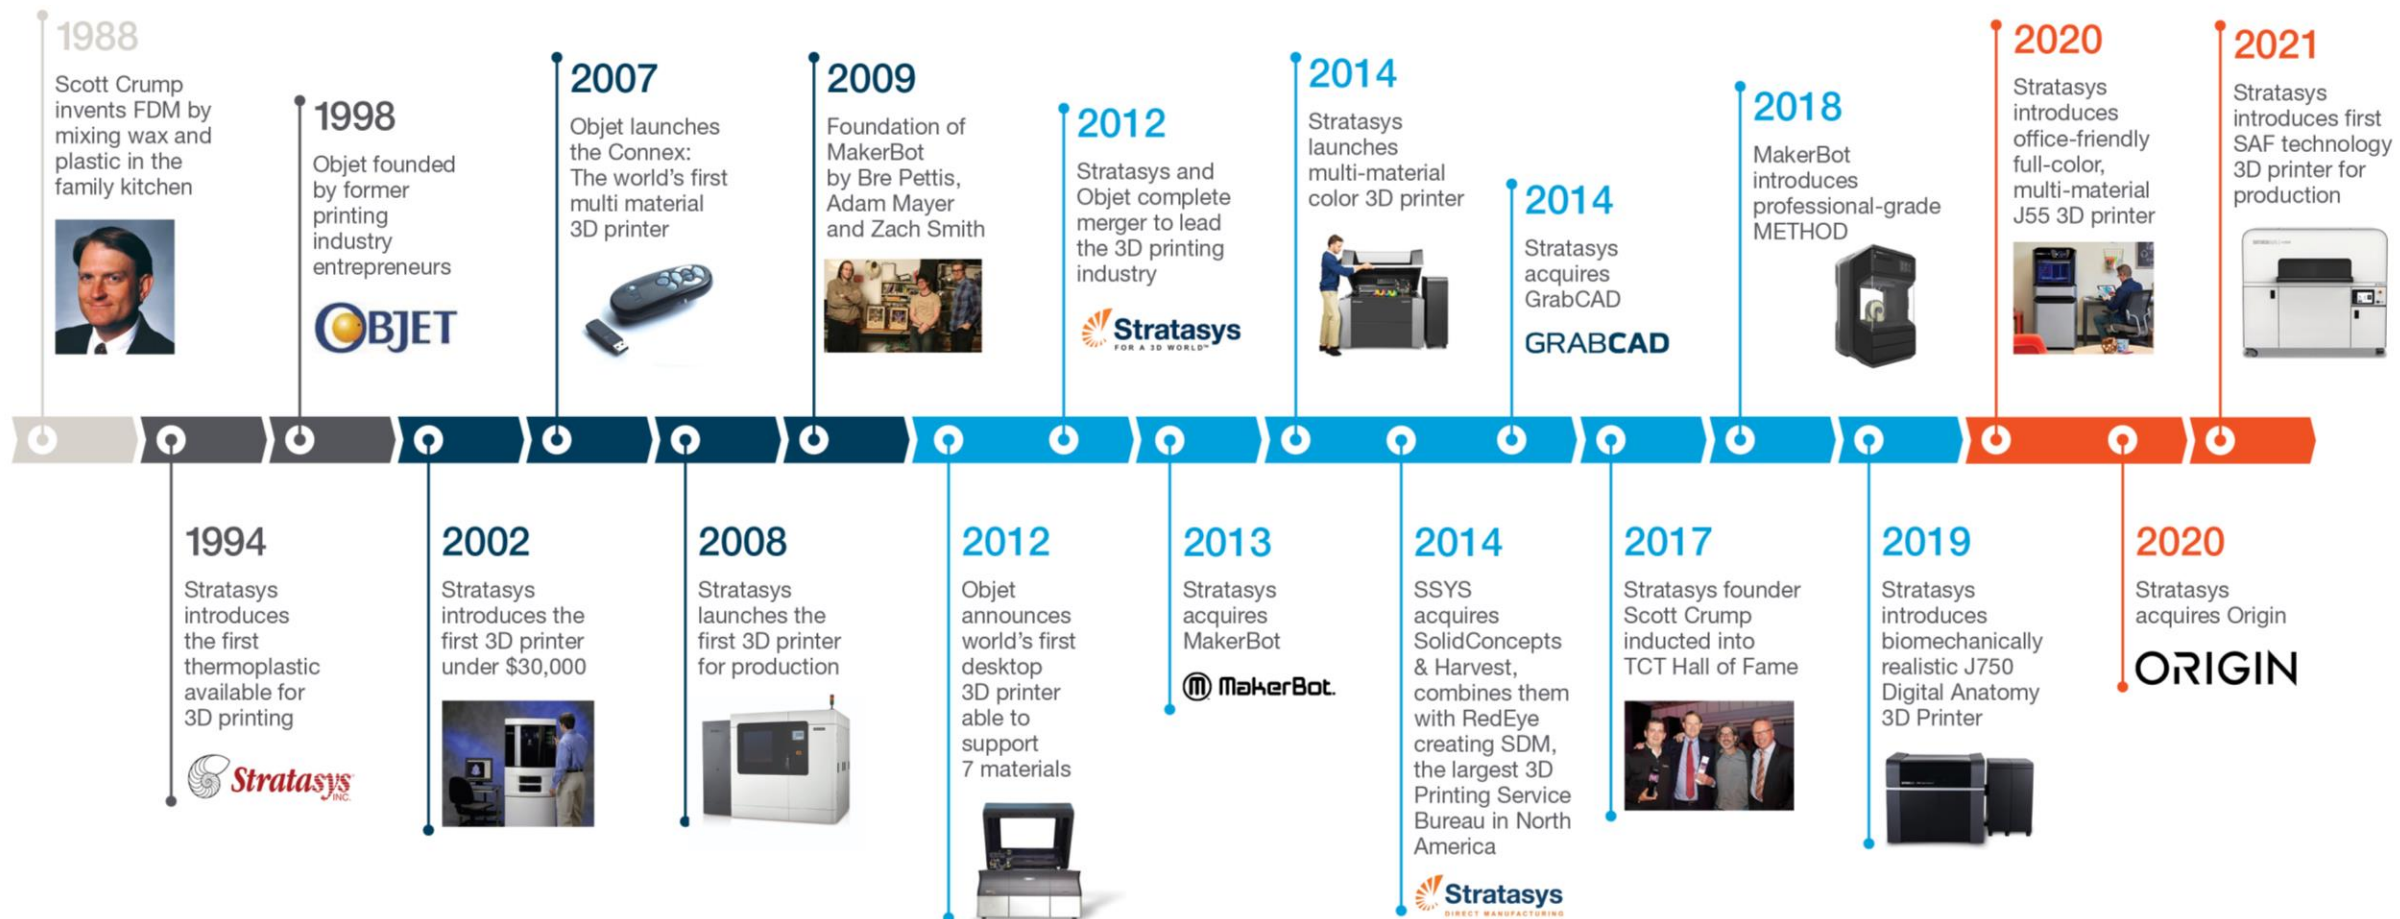 1988
Scott Crump
invents FDM by
mixing wax and
plastic in the
family kitchen
1994
Stratasys
introduces
the first
thermoplastic
available for
3D printing
Stratasys
INC.
1998
Objet founded
by former
printing
industry
entrepreneurs
OBJET
2002
Stratasys
introduces the
first 3D printer
under $30,000
2007
Objet launches
the Connex:
The world's first
multi material
3D printer
2008
Stratasys
launches the
first 3D printer
for production
2009
Foundation of
MakerBot
by Bre Pettis,
Adam Mayer
and Zach Smith
2012
Objet
announces
world's first
desktop
3D printer
able to
support
7 materials
2012
Stratasys and
Objet complete
merger to lead
the 3D printing
industry
Stratasys
FOR A 3D WORLD™
2013
Stratasys
acquires
MakerBot
MakerBot.
2014
Stratasys
launches
multi-material
color 3D printer
2014
SSYS
acquires
SolidConcepts
& Harvest,
combines them
with RedEye
creating SDM,
the largest 3D
Printing Service
Bureau in North
America
Stratasys
DIRECT MANUFACTURING
2014
Stratasys
acquires
GrabCAD
GRABCAD
2017
Stratasys founder
Scott Crump
inducted into
TCT Hall of Fame
2018
MakerBot
introduces
professional-grade
METHOD
2019
Stratasys
introduces
biomechanically
realistic J750
Digital Anatomy
3D Printer
2020
Stratasys
introduces
office-friendly
full-color,
multi-material
J55 3D printer
2020
Stratasys
acquires Origin
ORIGIN
2021
Stratasys
introduces first
SAF technology
3D printer for
production